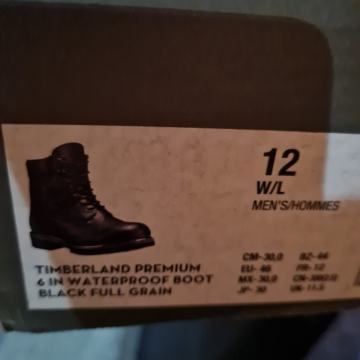 12
W/L
MEN'S/HOMMES
CM-30,0 BZ-44
EU-46 FR-12
MX-30,0
JP-30 UK-11.5
TIMBERLAND PREMIUM
6 IN WATERPROOF BOOT
BLACK FULL GRAIN